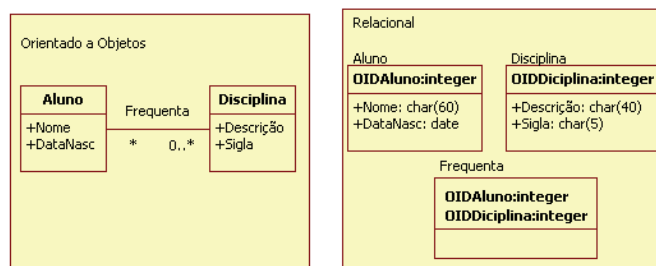 Orientado a Objetos
Aluno
+Nome
+DataNasc
Frequenta
* 0..*
Disciplina
+Descrição
+Sigla
Relacional
Aluno
OIDAluno:integer
+Nome: char(60)
+DataNasc: date
Disciplina
OIDDiciplina:integer
+Descrição: char(40)
+Sigla: char(5)
Frequenta
OIDAluno:integer
OIDDiciplina:integer